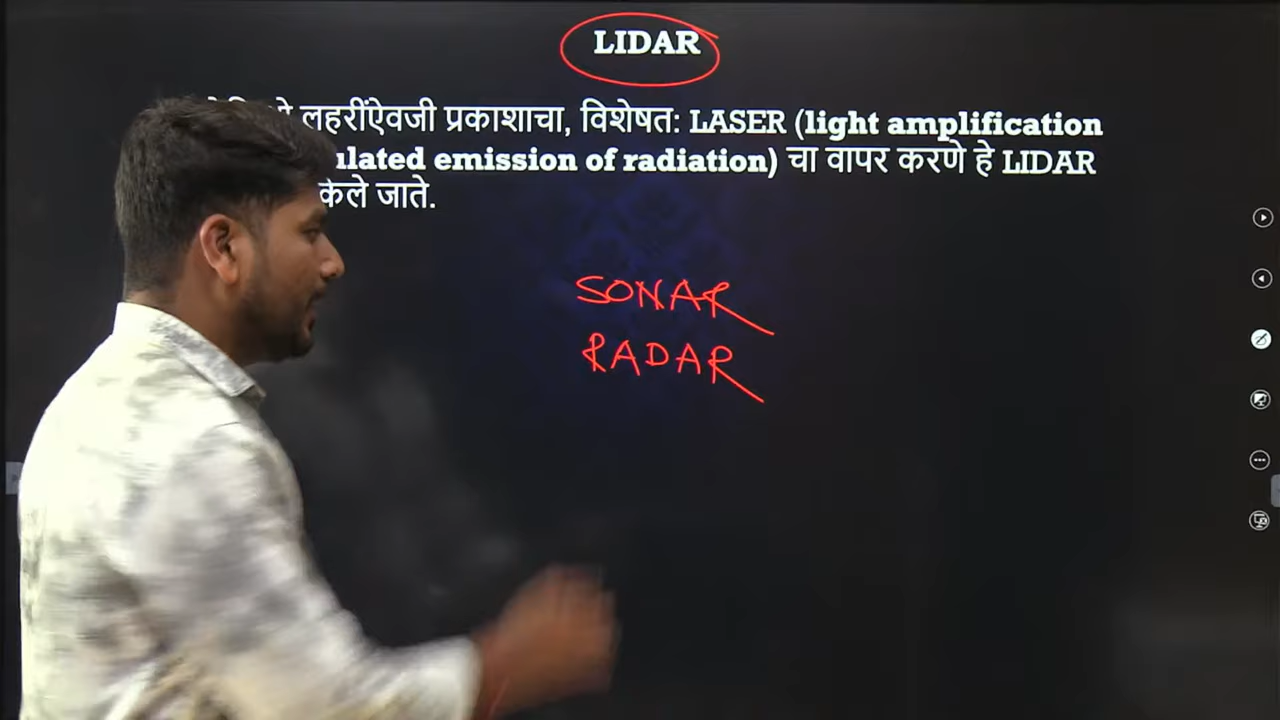 LIDAR
लहरींऐवजी प्रकाशाचा, विशेषत: LASER (light amplification
emission of radiation) चा वापर करणे हे LIDAR
केले जाते.
SONAR
RADAR